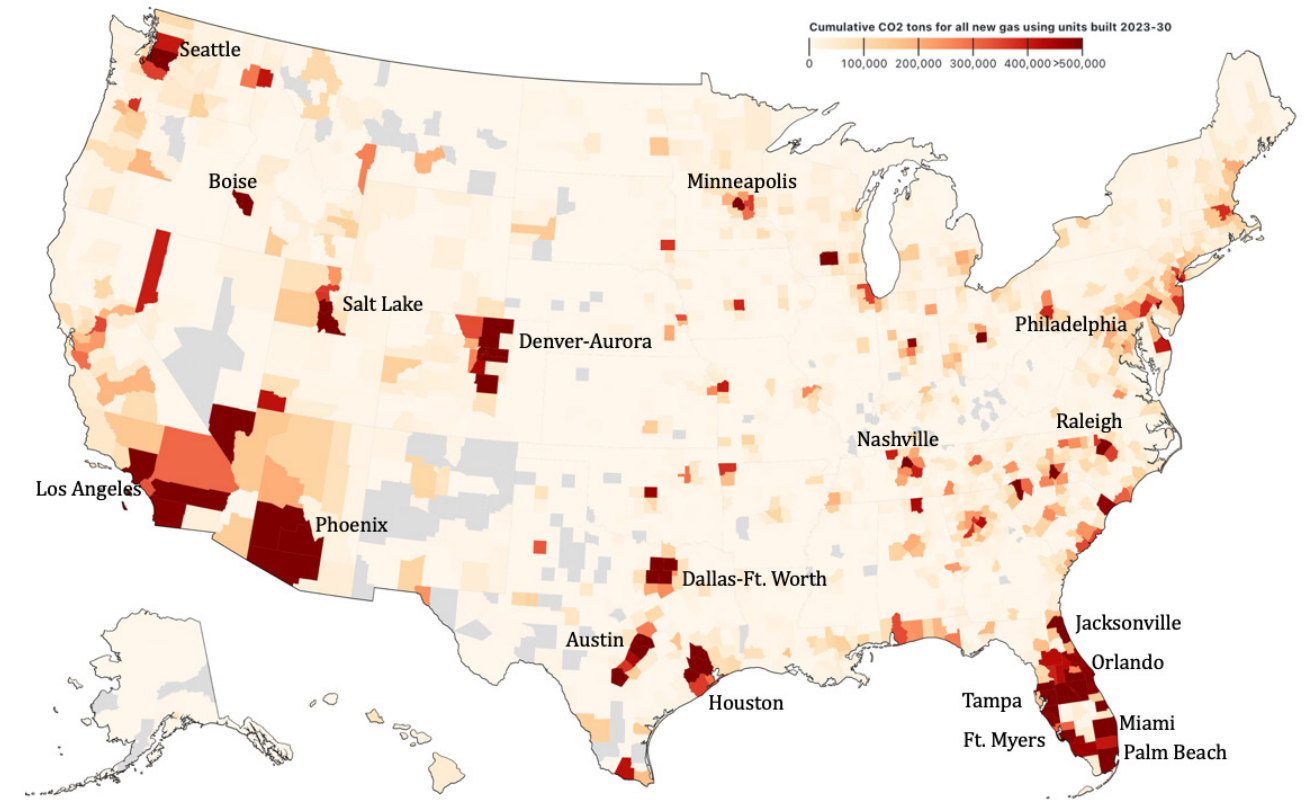 Cumulative CO2 tons for all new gas using units built 2023-30
0 100,000 200,000 300,000 400,000 >500,000
Seattle
Boise
Minneapolis
Salt Lake
Denver-Aurora
Philadelphia
Raleigh
Nashville
Los Angeles
Phoenix
Dallas-Ft. Worth
Austin
Houston
Jacksonville
Orlando
Tampa
Miami
Ft. Myers
Palm Beach